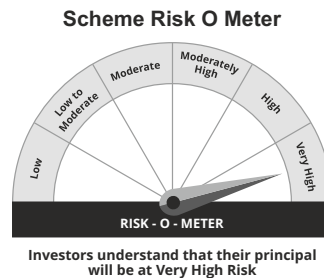 Scheme Risk O Meter
Low
Low to
Moderate
Moderate
Moderately
High
High
Very High
RISK - O - METER
Investors understand that their principal
will be at Very High Risk